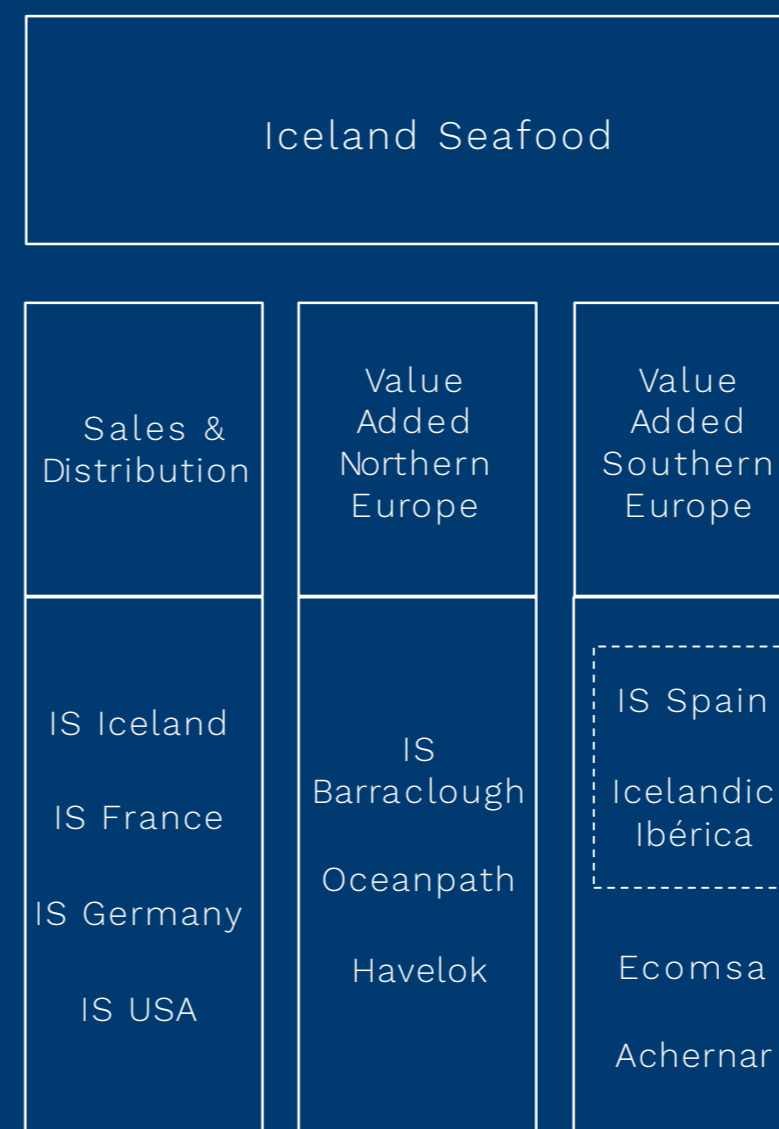 Iceland Seafood
Sales &
Distribution
Value
Added
Northern
Europe
Value
Added
Southern
Europe
IS Iceland
IS France
IS Germany
IS USA
IS
Barraclough
Oceanpath
Havelok
IS Spain
Icelandic
Ibérica
Ecomsa
Achernar